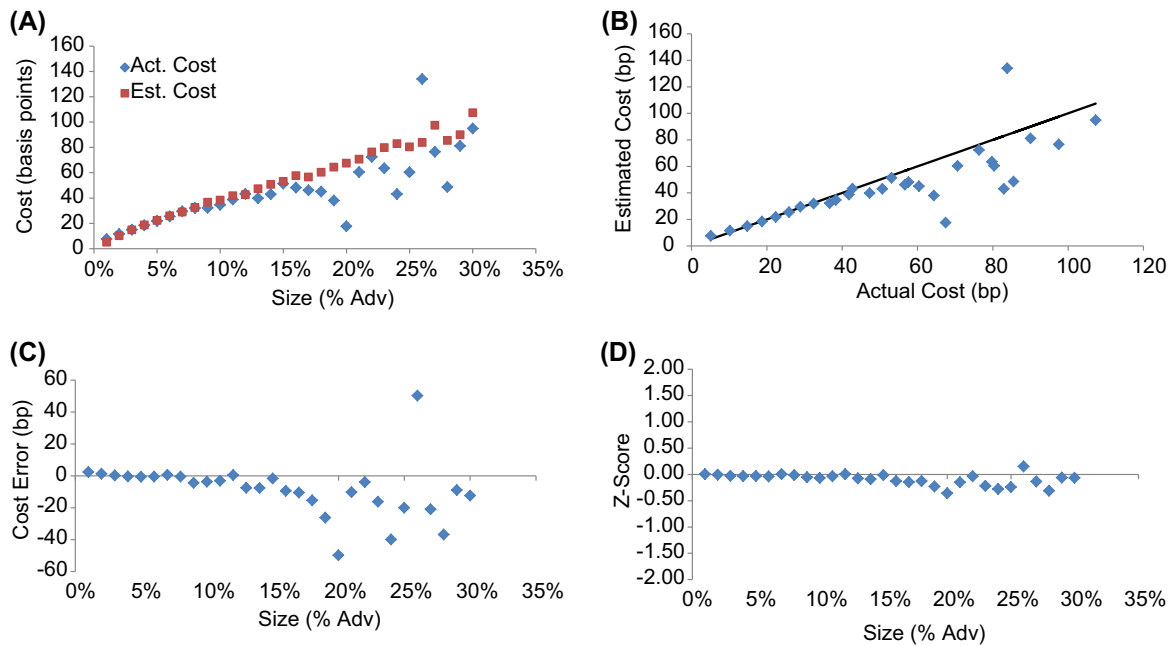 (A)
Cost (basis points)
160
140
120
100
80
60
40
20
0
Act. Cost
Est. Cost
0% 5% 10% 15% 20% 25% 30% 35%
Size (% Adv)
(B)
Estimated Cost (bp)
160
140
120
100
80
60
40
20
0
0 20 40 60 80 100 120
Actual Cost (bp)
(C)
Cost Error (bp)
60
40
20
0
-20
-40
-60
0% 5% 10% 15% 20% 25% 30% 35%
Size (% Adv)
(D)
Z-Score
2.00
1.50
1.00
0.50
0.00
-0.50
-1.00
-1.50
-2.00
0% 5% 10% 15% 20% 25% 30% 35%
Size (% Adv)